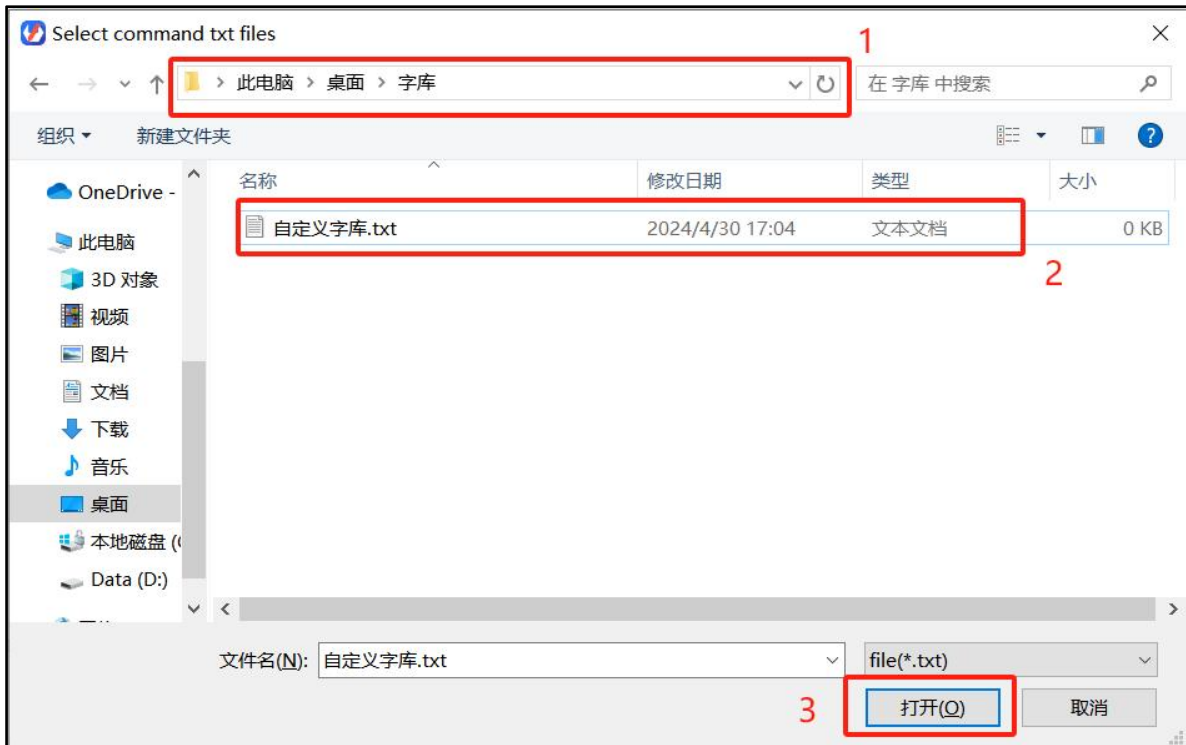 Select command txt files
1
此电脑 > 桌面 > 字库
在 字库 中搜索
组织
新建文件夹
名称
修改日期
类型
大小
OneDrive -
自定义字库.txt
2024/4/30 17:04
文本文档
0 KB
2
此电脑
3D 对象
视频
图片
文档
下载
音乐
桌面
本地磁盘 (
Data (D:)
文件名(N):
自定义字库.txt
file(*.txt)
3
打开(O)
取消